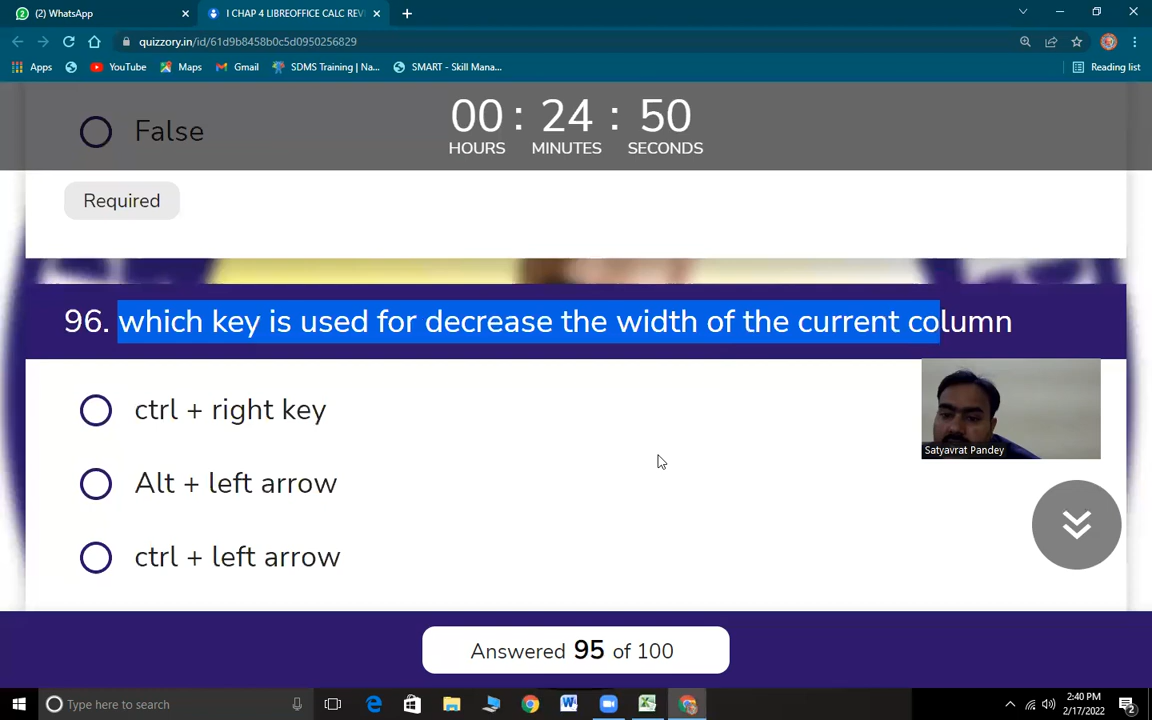 (2) WhatsApp
I CHAP 4 LIBREOFFICE CALC REV
quizzory.in/id/61d9b8458b0c5d0950256829
Apps
YouTube
Maps
Gmail
SDMS Training | Na...
SMART - Skill Mana...
Reading list
00 : 24 : 50
HOURS MINUTES SECONDS
False
Required
96. which key is used for decrease the width of the current column
ctrl + right key
Satyavrat Pandey
Alt + left arrow
ctrl + left arrow
Answered 95 of 100
Type here to search
2:40 PM
2/17/2022
2